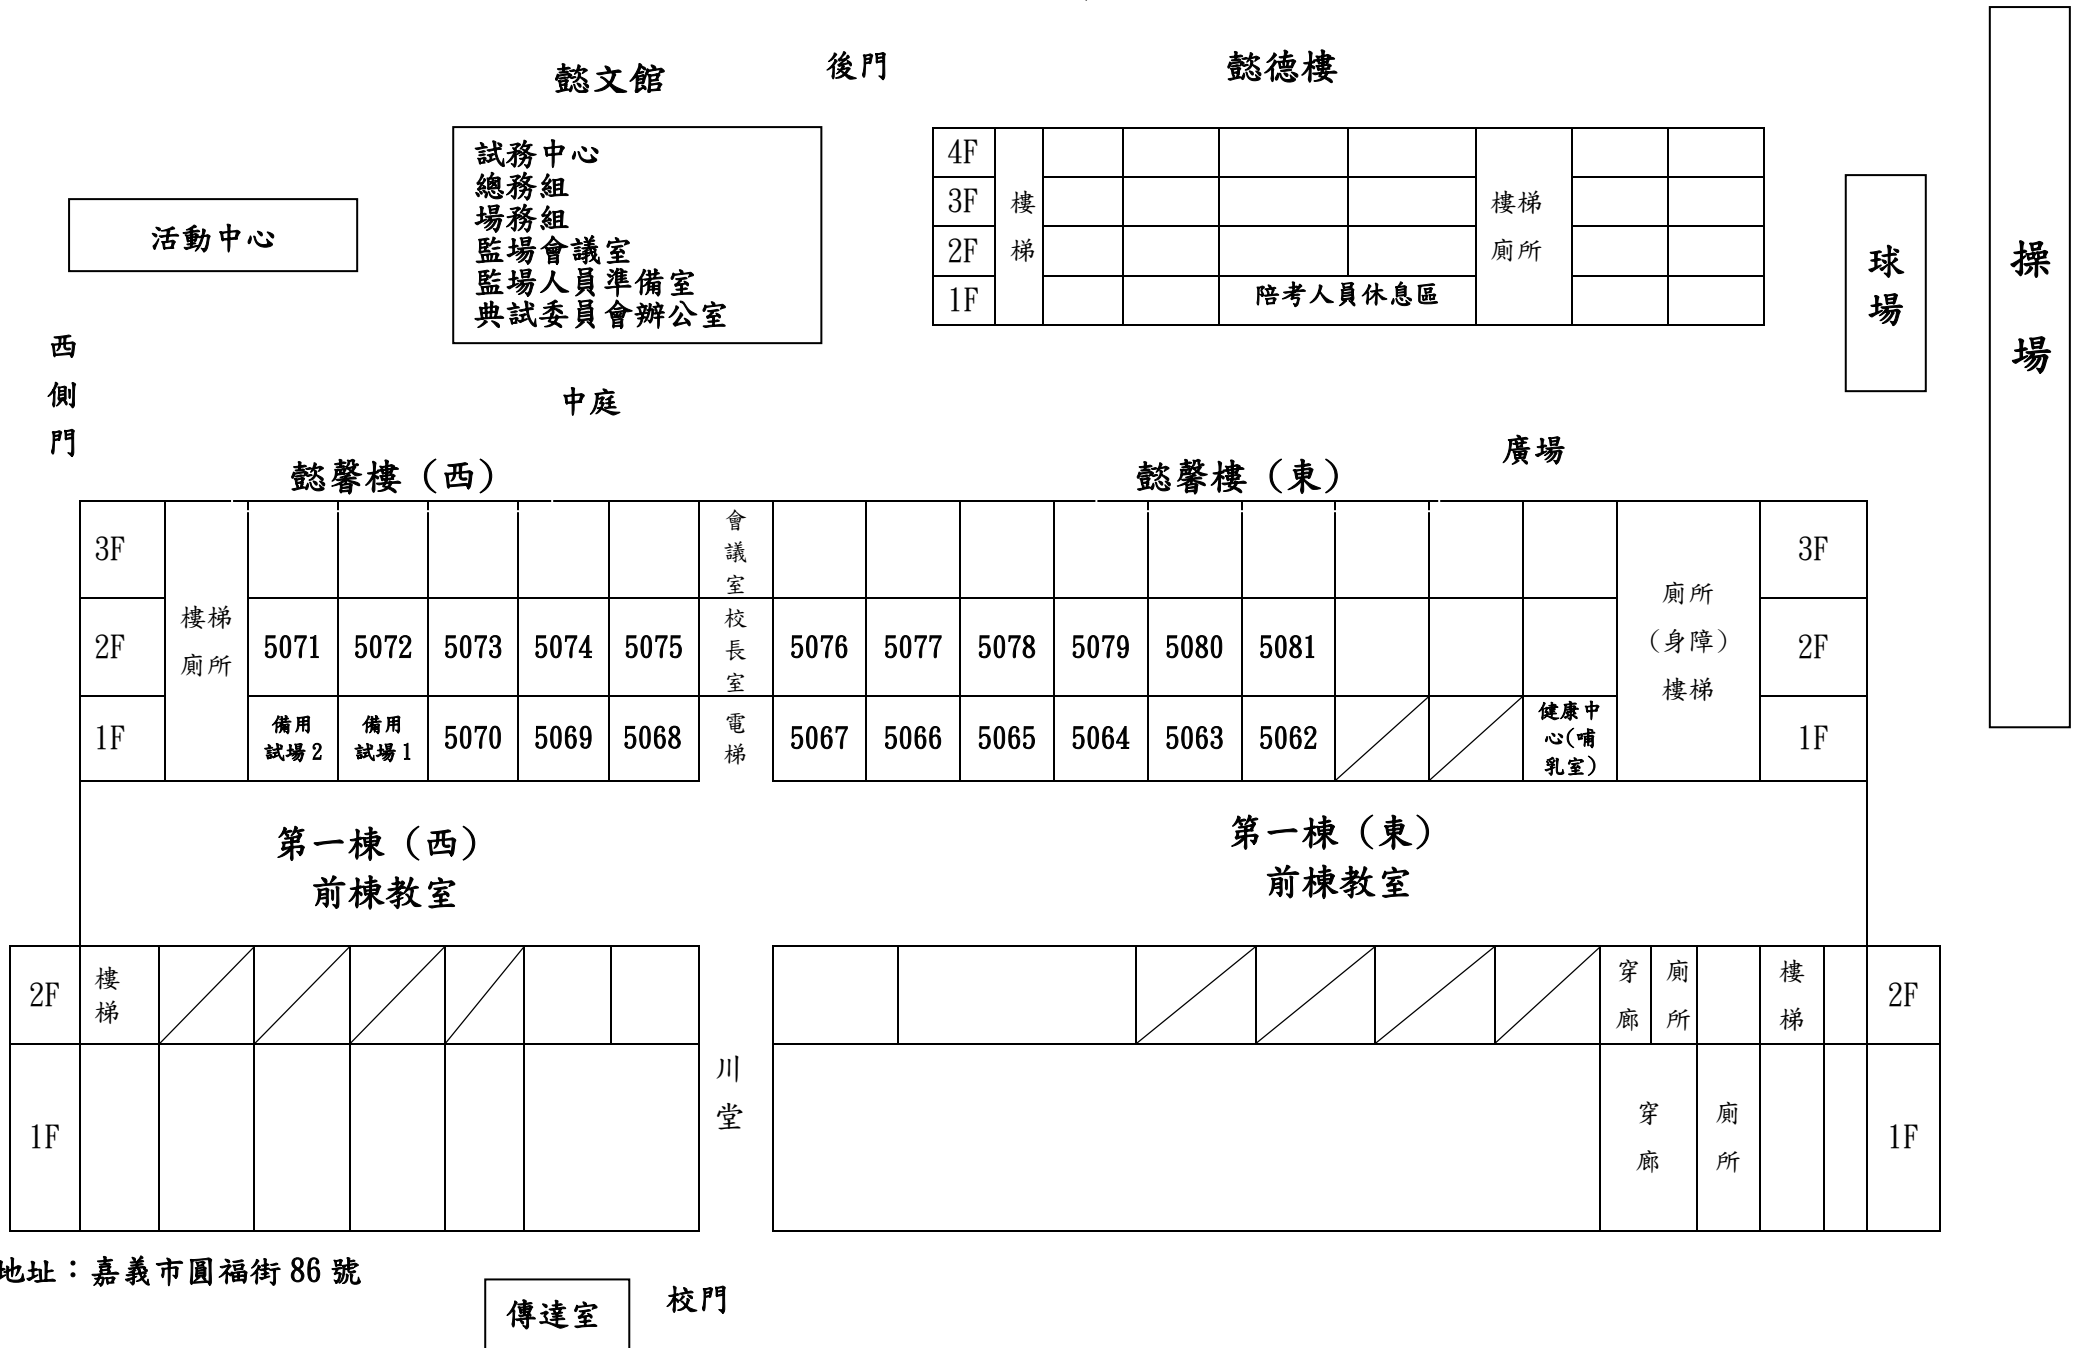 懿文館
後門
懿德樓
試務中心
總務組
場務組
監場會議室
監場人員準備室
典試委員會辦公室
活動中心
4F
3F
2F
1F
樓梯
樓梯
廁所
陪考人員休息區
球場
操場
西側門
中庭
廣場
懿馨樓（西）
懿馨樓（東）
3F
會議室
3F
2F
樓梯
廁所
5071 5072 5073 5074 5075
校長室
5076 5077 5078 5079 5080 5081
廁所
（身障）
樓梯
2F
1F
備用
試場 2
備用
試場 1
5070 5069 5068
電梯
5067 5066 5065 5064 5063 5062
健康中
心(哺
乳室)
1F
第一棟（西）
前棟教室
第一棟（東）
前棟教室
2F
樓梯
穿廊
廁所
樓梯
2F
川堂
1F
穿廊
廁所
1F
地址：嘉義市圓福街 86 號
傳達室
校門